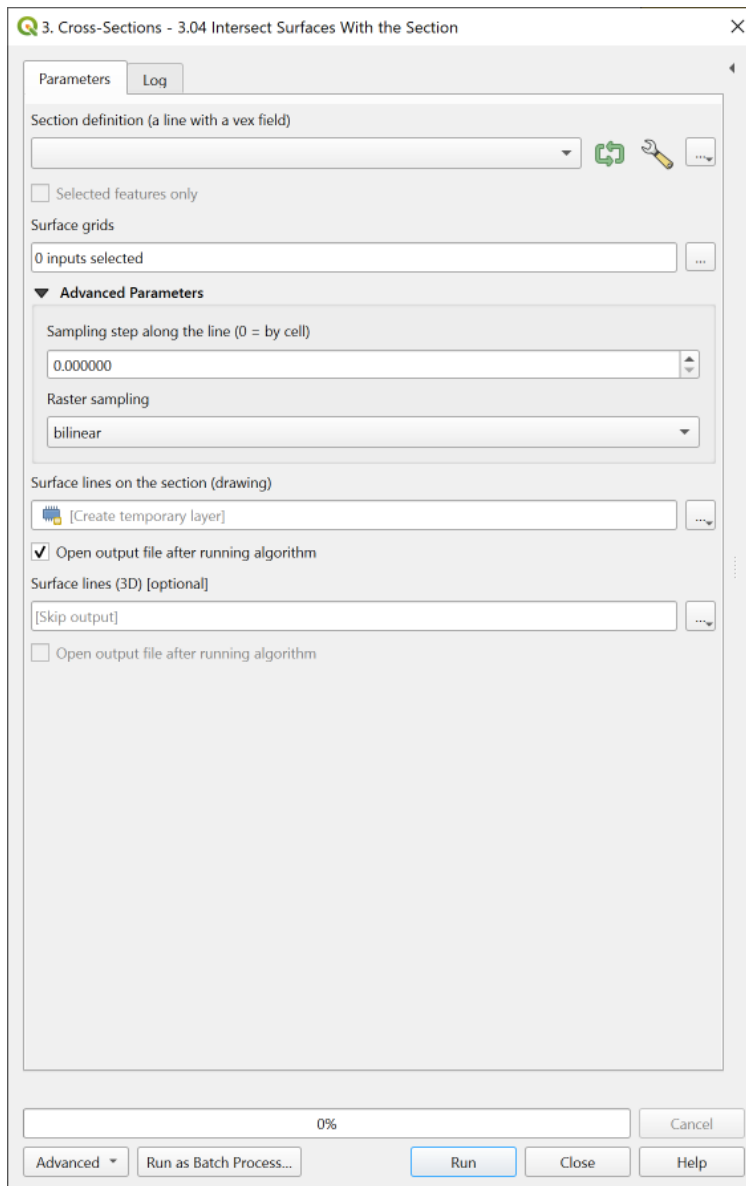 3. Cross-Sections - 3.04 Intersect Surfaces With the Section
Parameters
Log
Section definition (a line with a vex field)
...
Selected features only
Surface grids
0 inputs selected
...
Advanced Parameters
Sampling step along the line (0 = by cell)
0.000000
Raster sampling
bilinear
Surface lines on the section (drawing)
[Create temporary layer]
...
Open output file after running algorithm
Surface lines (3D) [optional]
[Skip output]
...
Open output file after running algorithm
0%
Cancel
Advanced
Run as Batch Process...
Run
Close
Help